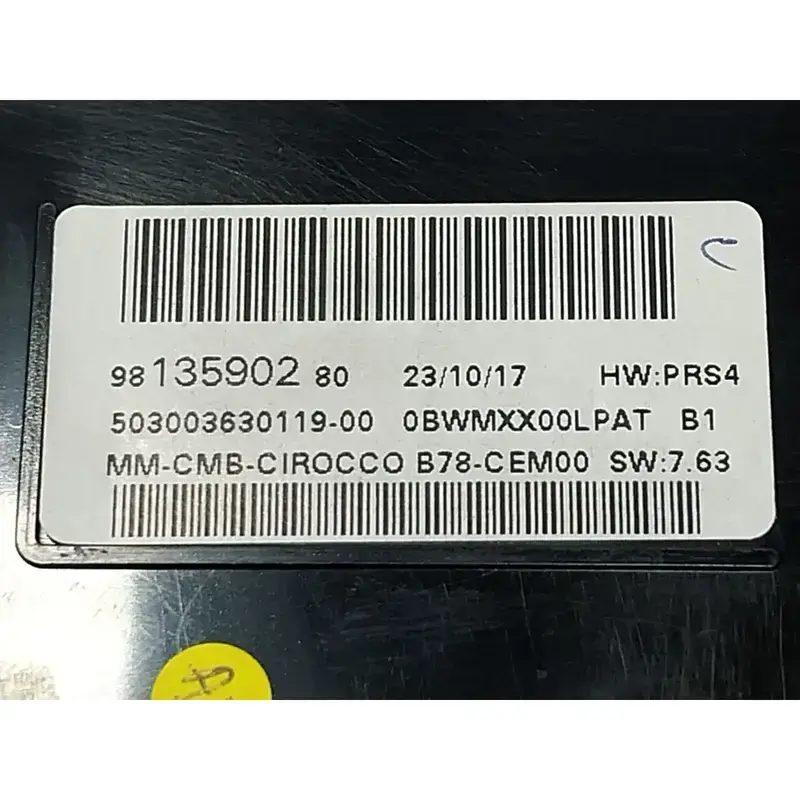 98 135902 80 23/10/17 HW:PRS4
503003630119-00 0BWMXX00LPAT B1
MM-CMB-CIROCCO B78-CEM00 SW:7.63